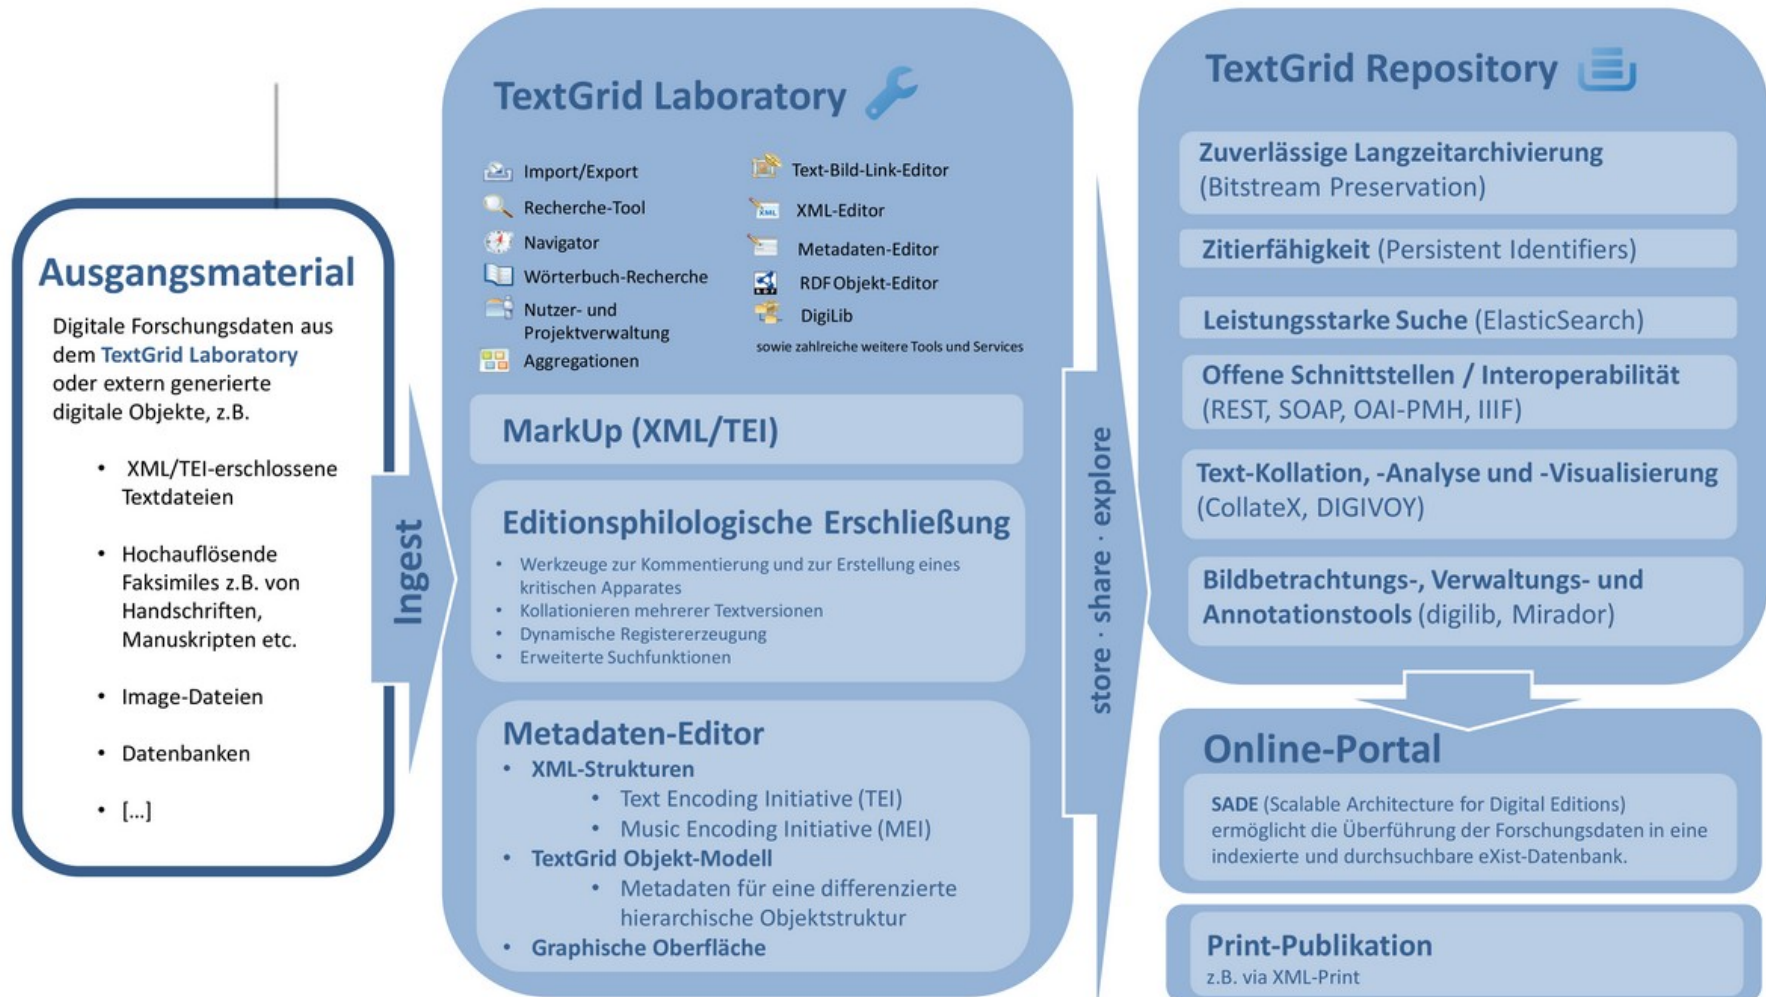 Ausgangsmaterial
Digitale Forschungsdaten aus
dem TextGrid Laboratory
oder extern generierte
digitale Objekte, z.B.
• XML/TEI-erschlossene
Textdateien
• Hochauflösende
Faksimiles z.B. von
Handschriften,
Manuskripten etc.
• Image-Dateien
• Datenbanken
• [...]
Ingest
TextGrid Laboratory
Import/Export
Recherche-Tool
Navigator
Wörterbuch-Recherche
Nutzer- und
Projektverwaltung
Aggregationen
Text-Bild-Link-Editor
XML
XML-Editor
Metadaten-Editor
RDF
RDF Objekt-Editor
DigiLib
sowie zahlreiche weitere Tools und Services
MarkUp (XML/TEI)
Editionsphilologische Erschließung
• Werkzeuge zur Kommentierung und zur Erstellung eines
kritischen Apparates
• Kollationieren mehrerer Textversionen
• Dynamische Registererzeugung
• Erweiterte Suchfunktionen
Metadaten-Editor
• XML-Strukturen
• Text Encoding Initiative (TEI)
• Music Encoding Initiative (MEI)
• TextGrid Objekt-Modell
• Metadaten für eine differenzierte
hierarchische Objektstruktur
• Graphische Oberfläche
store · share · explore
TextGrid Repository
Zuverlässige Langzeitarchivierung
(Bitstream Preservation)
Zitierfähigkeit (Persistent Identifiers)
Leistungsstarke Suche (ElasticSearch)
Offene Schnittstellen / Interoperabilität
(REST, SOAP, OAI-PMH, IIIF)
Text-Kollation, -Analyse und -Visualisierung
(CollateX, DIGIVOY)
Bildbetrachtungs-, Verwaltungs- und
Annotationstools (digilib, Mirador)
Online-Portal
SADE (Scalable Architecture for Digital Editions)
ermöglicht die Überführung der Forschungsdaten in eine
indexierte und durchsuchbare eXist-Datenbank.
Print-Publikation
z.B. via XML-Print